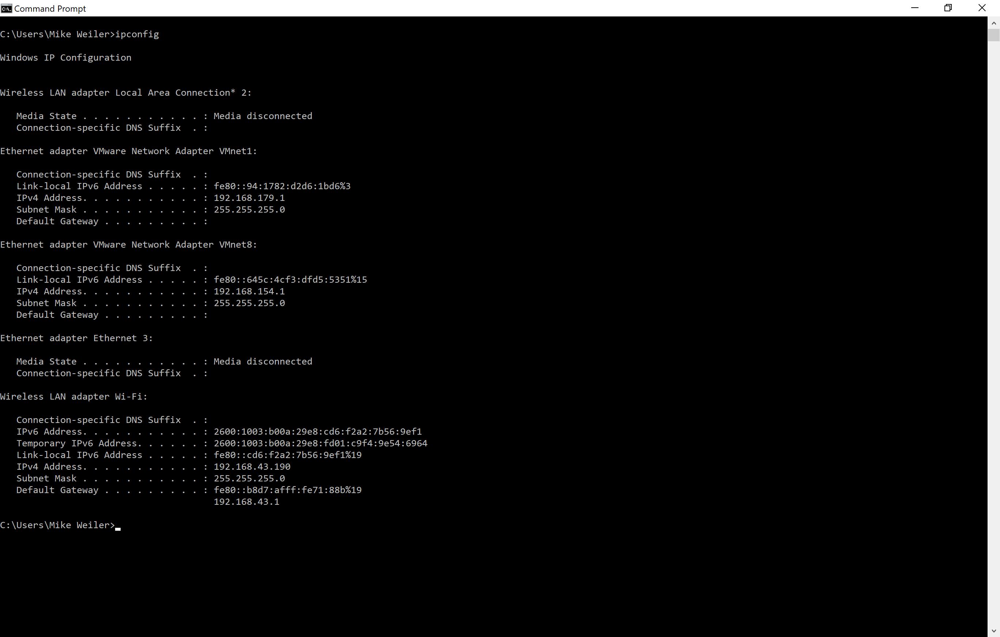 Command Prompt
C:\Users\Mike Weiler>ipconfig
Windows IP Configuration
Wireless LAN adapter Local Area Connection* 2:
   Media State . . . . . . . . . . . : Media disconnected
   Connection-specific DNS Suffix  . :
Ethernet adapter VMware Network Adapter VMnet1:
   Connection-specific DNS Suffix  . :
   Link-local IPv6 Address . . . . . : fe80::94:1782:d2d6:1bd6%3
   IPv4 Address. . . . . . . . . . . : 192.168.179.1
   Subnet Mask . . . . . . . . . . . : 255.255.255.0
   Default Gateway . . . . . . . . . :
Ethernet adapter VMware Network Adapter VMnet8:
   Connection-specific DNS Suffix  . :
   Link-local IPv6 Address . . . . . : fe80::645c:4cf3:dfd5:5351%15
   IPv4 Address. . . . . . . . . . . : 192.168.154.1
   Subnet Mask . . . . . . . . . . . : 255.255.255.0
   Default Gateway . . . . . . . . . :
Ethernet adapter Ethernet 3:
   Media State . . . . . . . . . . . : Media disconnected
   Connection-specific DNS Suffix  . :
Wireless LAN adapter Wi-Fi:
   Connection-specific DNS Suffix  . :
   IPv6 Address. . . . . . . . . . . : 2600:1003:b00a:29e8:cd6:f2a2:7b56:9ef1
   Temporary IPv6 Address. . . . . . : 2600:1003:b00a:29e8:fd01:c9f4:9e54:6964
   Link-local IPv6 Address . . . . . : fe80::cd6:f2a2:7b56:9ef1%19
   IPv4 Address. . . . . . . . . . . : 192.168.43.190
   Subnet Mask . . . . . . . . . . . : 255.255.255.0
   Default Gateway . . . . . . . . . : fe80::b8d7:afff:fe71:88b%19
                                       192.168.43.1
C:\Users\Mike Weiler>